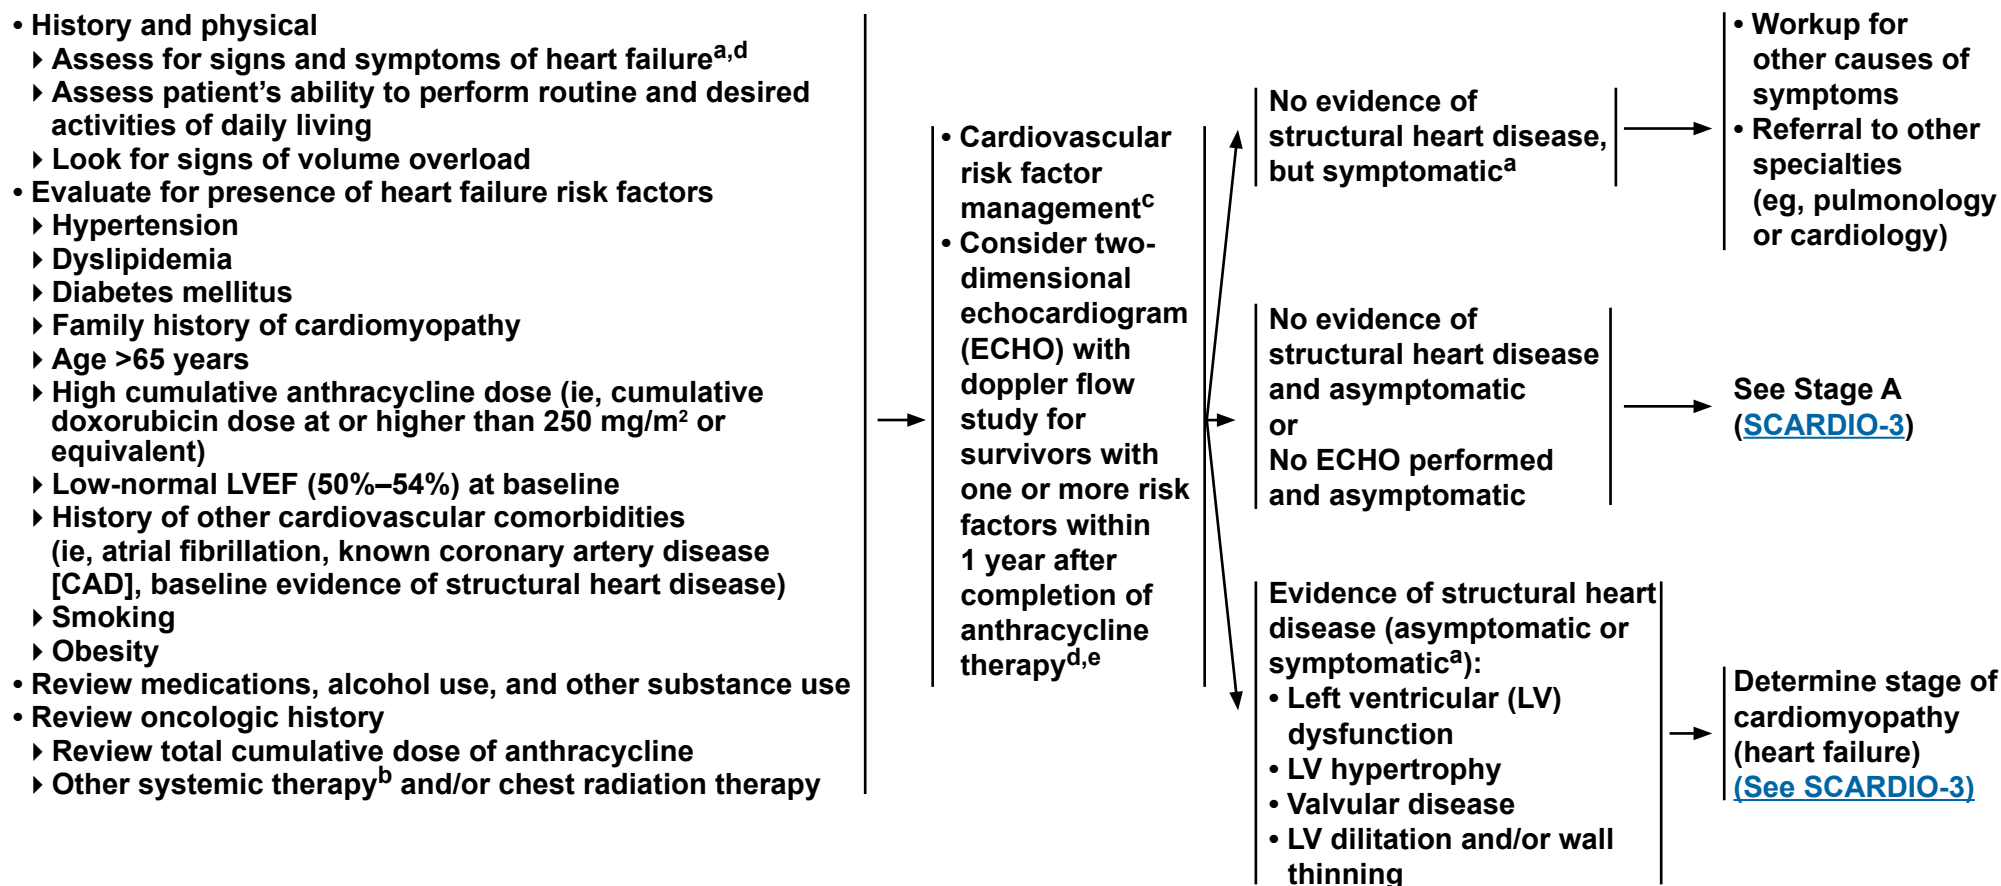 • History and physical
▸ Assess for signs and symptoms of heart failure a,d
▸ Assess patient's ability to perform routine and desired
activities of daily living
▸ Look for signs of volume overload
• Evaluate for presence of heart failure risk factors
▸ Hypertension
▸ Dyslipidemia
▸ Diabetes mellitus
▸ Family history of cardiomyopathy
▸ Age >65 years
▸ High cumulative anthracycline dose (ie, cumulative
doxorubicin dose at or higher than 250 mg/m² or
equivalent)
▸ Low-normal LVEF (50%–54%) at baseline
▸ History of other cardiovascular comorbidities
(ie, atrial fibrillation, known coronary artery disease
[CAD], baseline evidence of structural heart disease)
▸ Smoking
▸ Obesity
• Review medications, alcohol use, and other substance use
• Review oncologic history
▸ Review total cumulative dose of anthracycline
▸ Other systemic therapy b and/or chest radiation therapy
• Cardiovascular
risk factor
management c
• Consider two-
dimensional
echocardiogram
(ECHO) with
doppler flow
study for
survivors with
one or more risk
factors within
1 year after
completion of
anthracycline
therapy d,e
No evidence of
structural heart disease,
but symptomatic a
• Workup for
other causes of
symptoms
• Referral to other
specialties
(eg, pulmonology
or cardiology)
No evidence of
structural heart disease
and asymptomatic
or
No ECHO performed
and asymptomatic
See Stage A
(SCARDIO-3)
Evidence of structural heart
disease (asymptomatic or
symptomatic a):
• Left ventricular (LV)
dysfunction
• LV hypertrophy
• Valvular disease
• LV dilitation and/or wall
thinning
Determine stage of
cardiomyopathy
(heart failure)
(See SCARDIO-3)